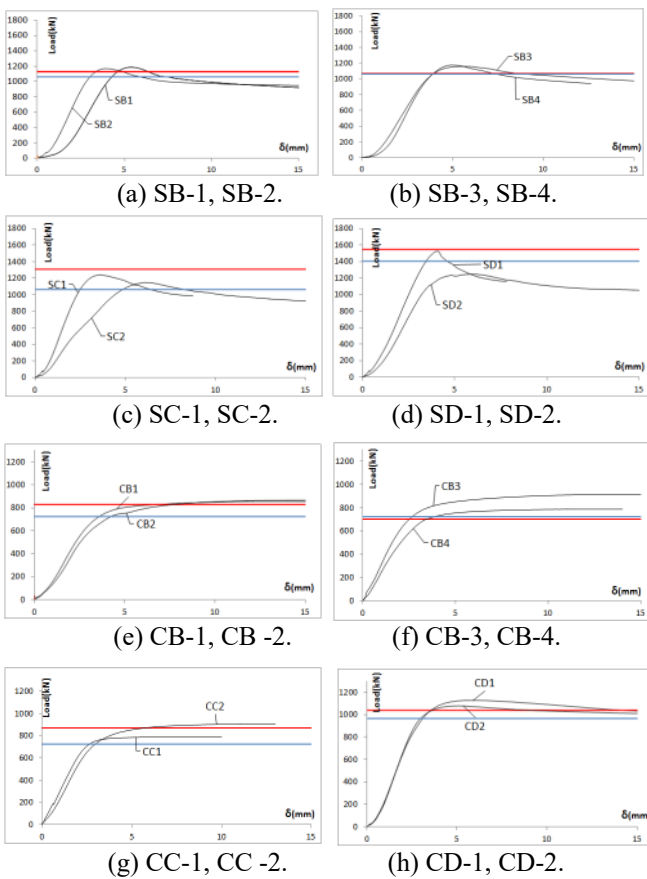 Load(kN)
1800
1600
1400
1200
1000
800
600
400
200
0
SB1
SB2
δ(mm)
0 5 10 15
(a) SB-1, SB-2.
Load(kN)
1800
1600
1400
1200
1000
800
600
400
200
0
SB3
SB4
δ(mm)
0 5 10 15
(b) SB-3, SB-4.
Load(kN)
1800
1600
1400
1200
1000
800
600
400
200
0
SC1
SC2
δ(mm)
0 5 10 15
(c) SC-1, SC-2.
Load(kN)
1800
1600
1400
1200
1000
800
600
400
200
0
SD1
SD2
δ(mm)
0 5 10 15
(d) SD-1, SD-2.
Load(kN)
1200
1000
800
600
400
200
0
CB1
CB2
δ(mm)
0 5 10 15
(e) CB-1, CB -2.
Load(kN)
1200
1000
800
600
400
200
0
CB3
CB4
δ(mm)
0 5 10 15
(f) CB-3, CB-4.
Load(kN)
1200
1000
800
600
400
200
0
CC2
CC1
δ(mm)
0 5 10 15
(g) CC-1, CC -2.
Load(kN)
1200
1000
800
600
400
200
0
CD1
CD2
δ(mm)
0 5 10 15
(h) CD-1, CD-2.